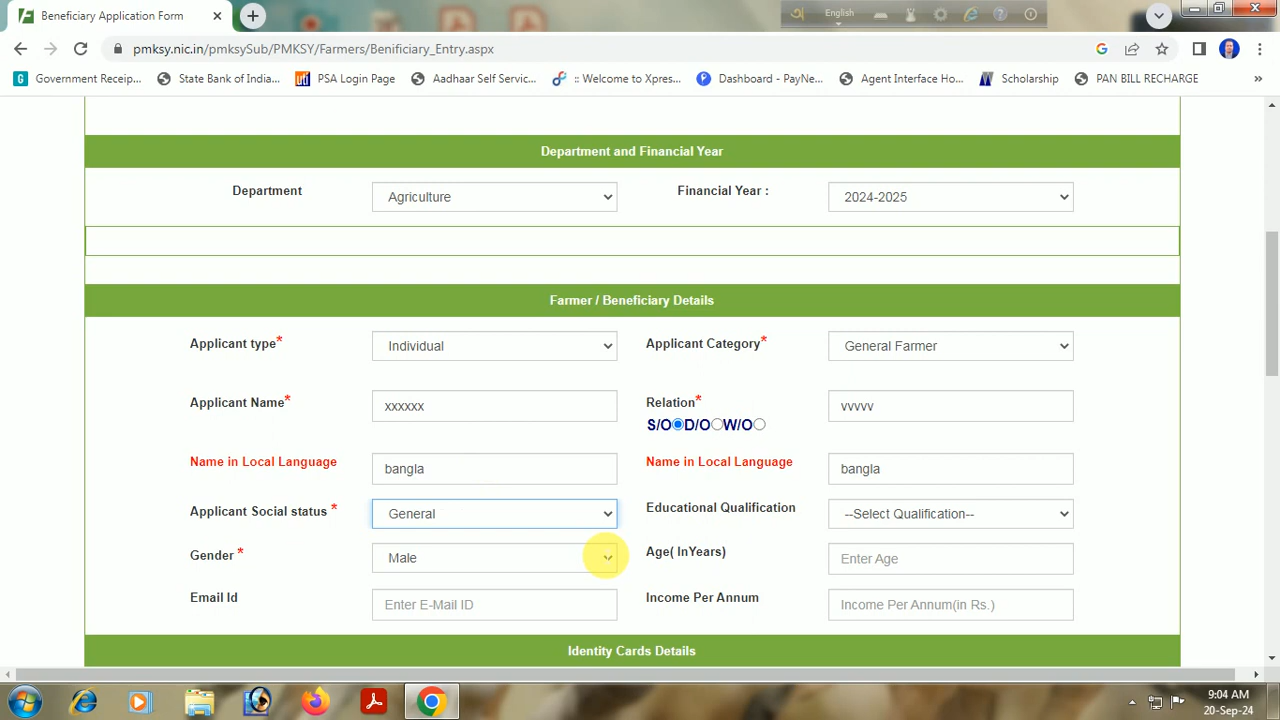 Beneficiary Application Form
English
pmksy.nic.in/pmksySub/PMKSY/Farmers/Benificiary_Entry.aspx
Government Receip... State Bank of India... PSA Login Page Aadhaar Self Servic... :: Welcome to Xpres... Dashboard - PayNe... Agent Interface Ho... Scholarship PAN BILL RECHARGE »
Department and Financial Year
Department Agriculture Financial Year : 2024-2025
Farmer / Beneficiary Details
Applicant type* Individual Applicant Category* General Farmer
Applicant Name* xxxxxx Relation* vvvvv
S/O D/O W/O
Name in Local Language bangla Name in Local Language bangla
Applicant Social status * General Educational Qualification --Select Qualification--
Gender * Male Age( InYears) Enter Age
Email Id Enter E-Mail ID Income Per Annum Income Per Annum(in Rs.)
Identity Cards Details
9:04 AM
20-Sep-24